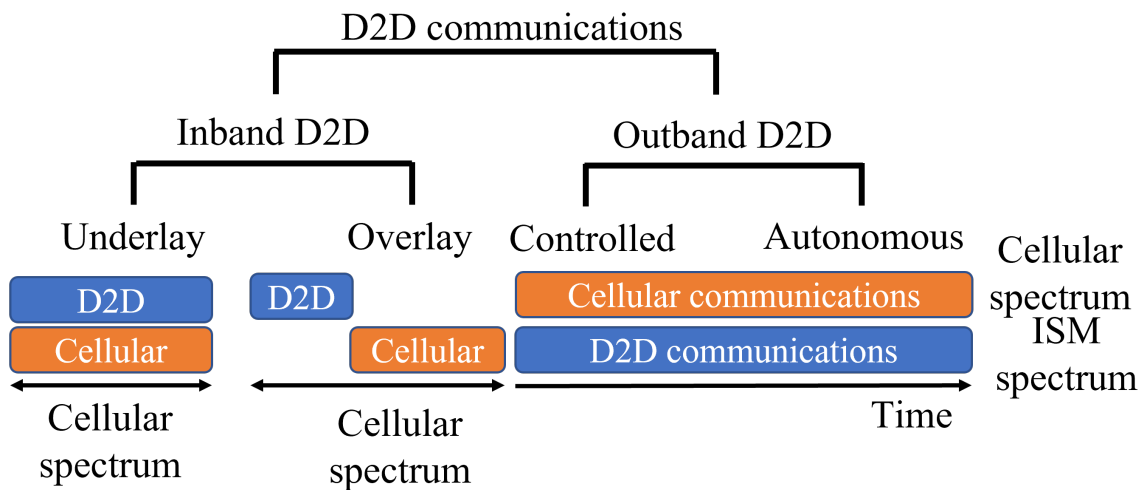 D2D communications
Inband D2D
Outband D2D
Underlay
Overlay
Controlled
Autonomous
D2D
Cellular
D2D
Cellular
Cellular communications
D2D communications
Cellular
spectrum
ISM
spectrum
Cellular
spectrum
Cellular
spectrum
Time